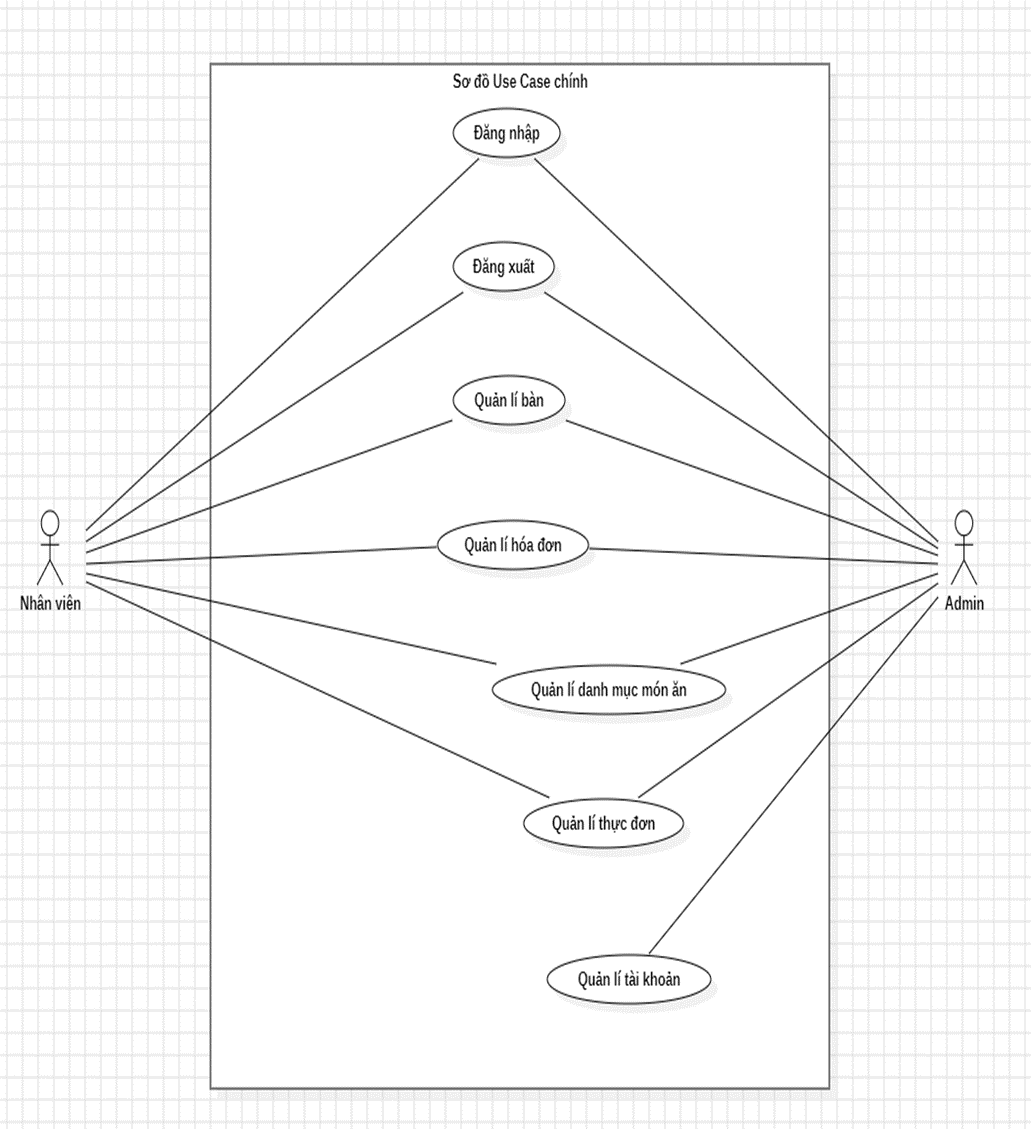 Sơ đồ Use Case chính
Đăng nhập
Đăng xuất
Quản lí bàn
Quản lí hóa đơn
Nhân viên
Admin
Quản lí danh mục món ăn
Quản lí thực đơn
Quản lí tài khoản